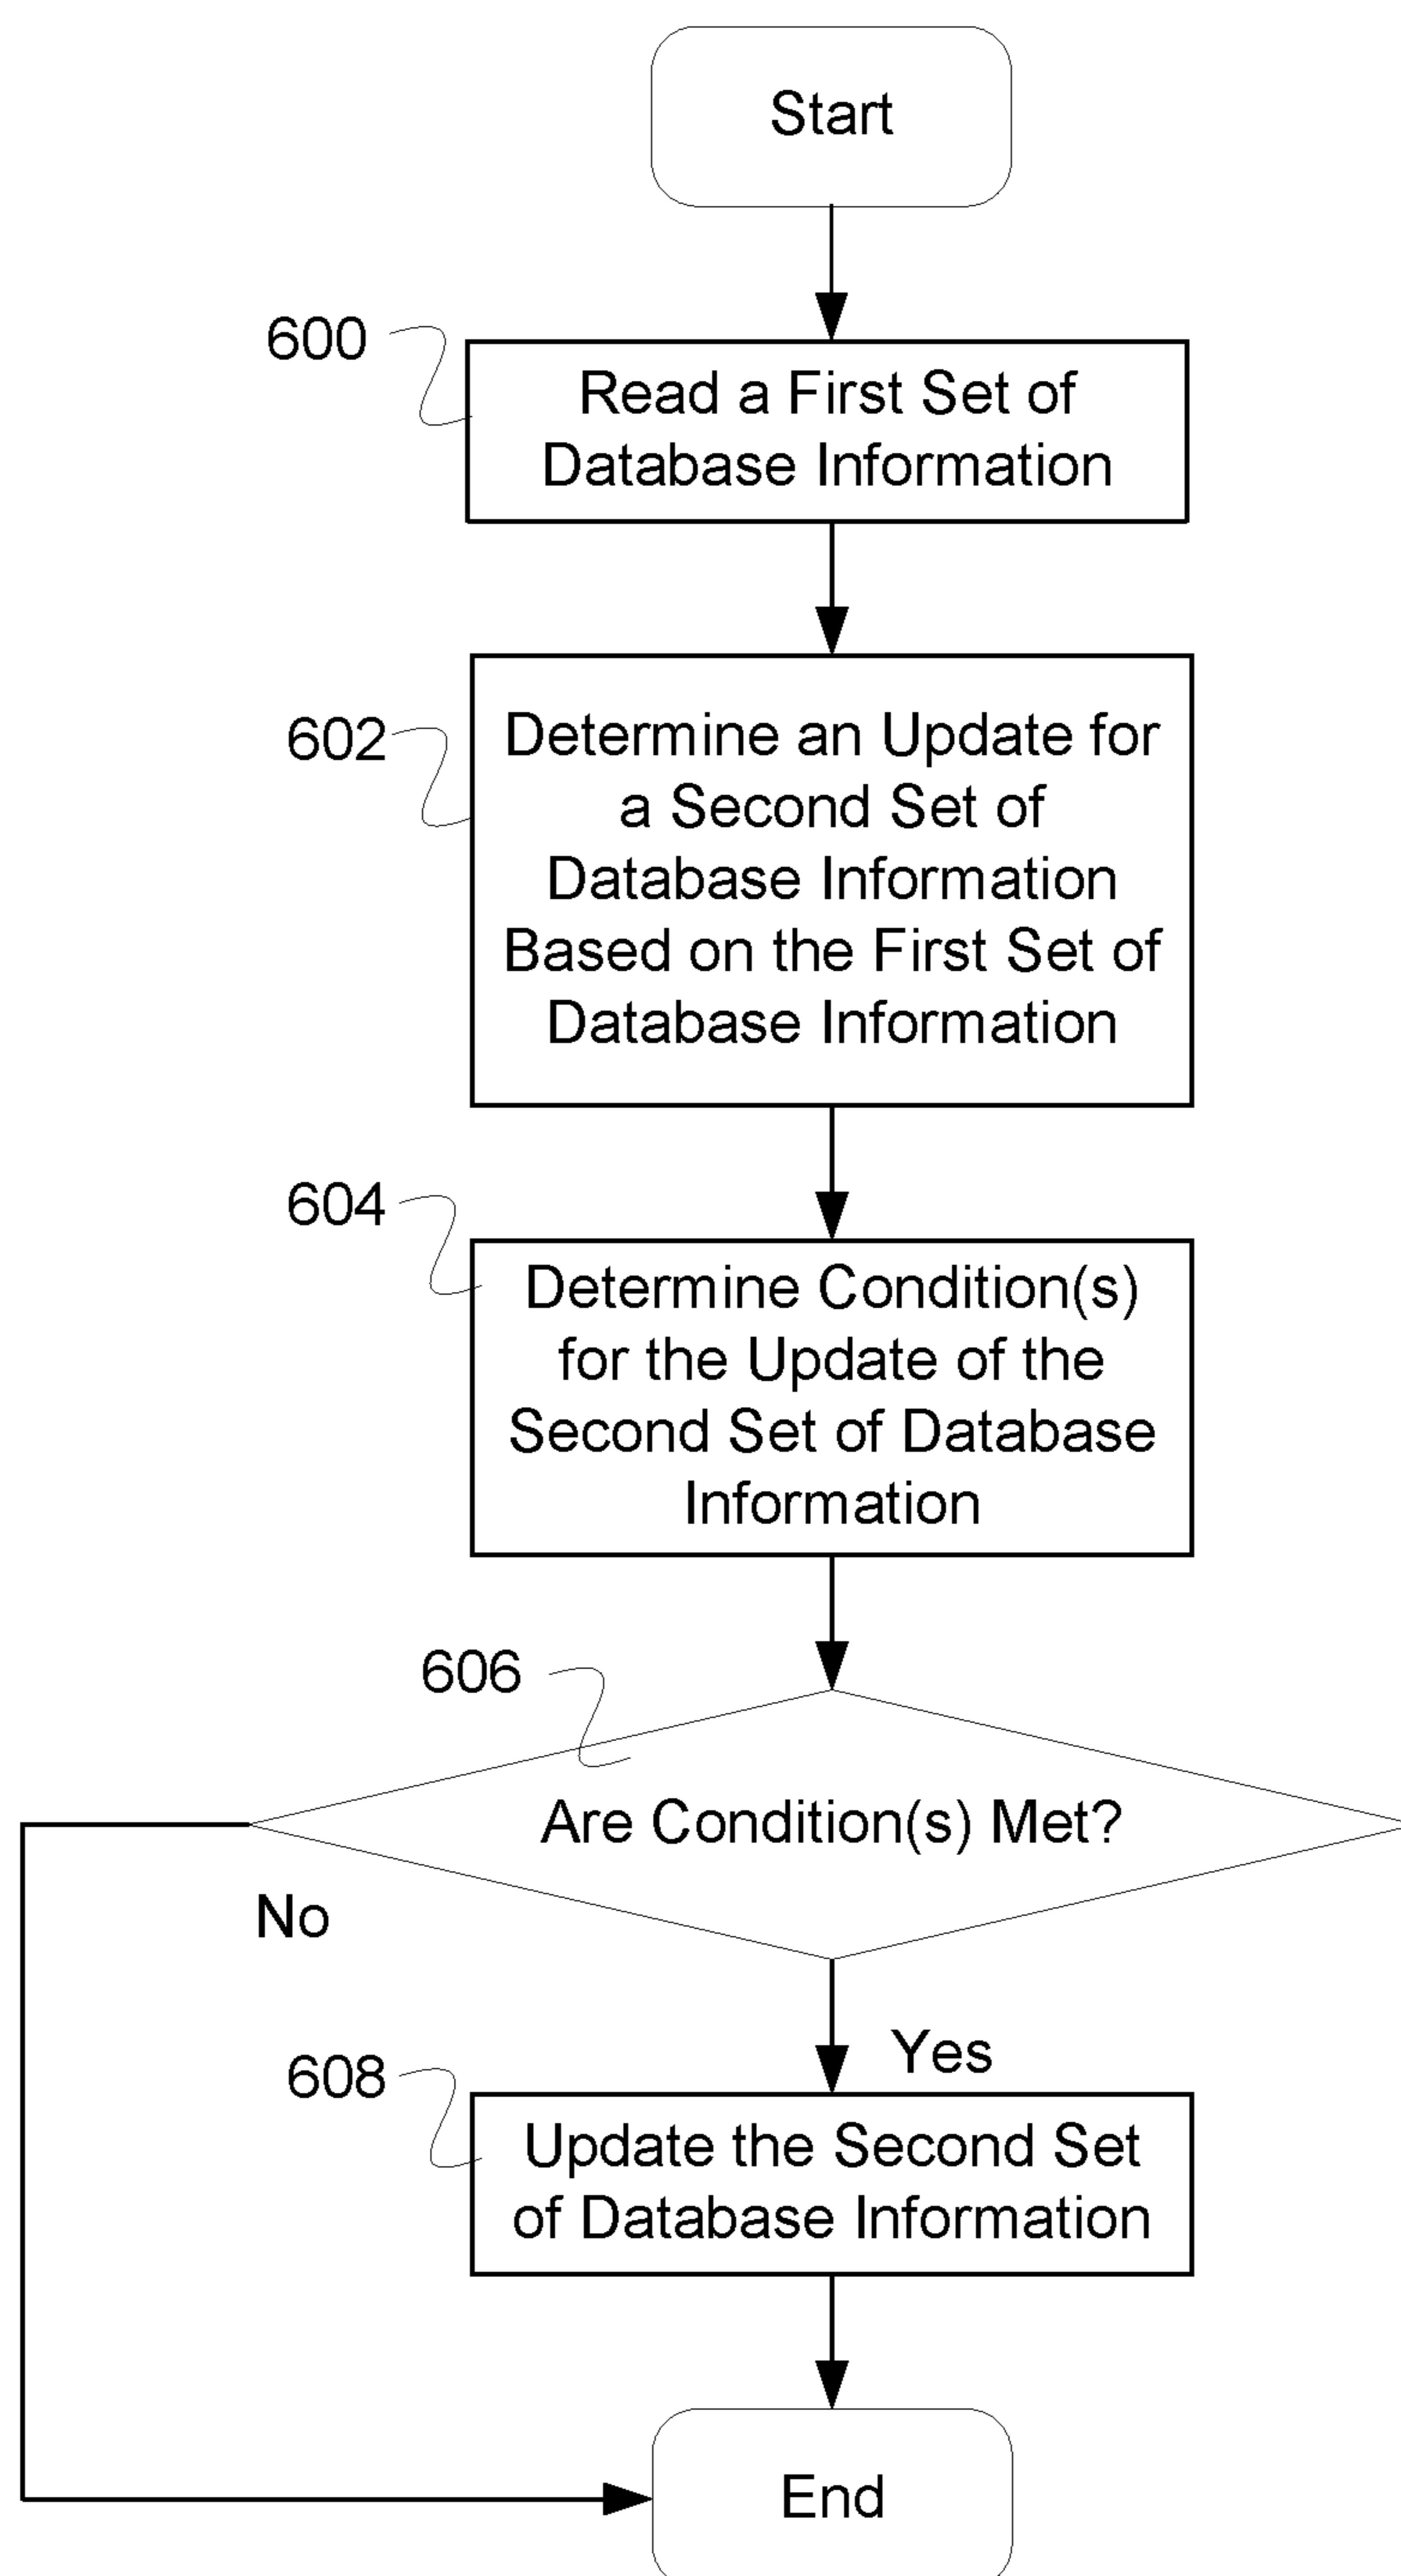 Start
600
Read a First Set of
Database Information
602
Determine an Update for
a Second Set of
Database Information
Based on the First Set of
Database Information
604
Determine Condition(s)
for the Update of the
Second Set of Database
Information
606
Are Condition(s) Met?
No
Yes
608
Update the Second Set
of Database Information
End